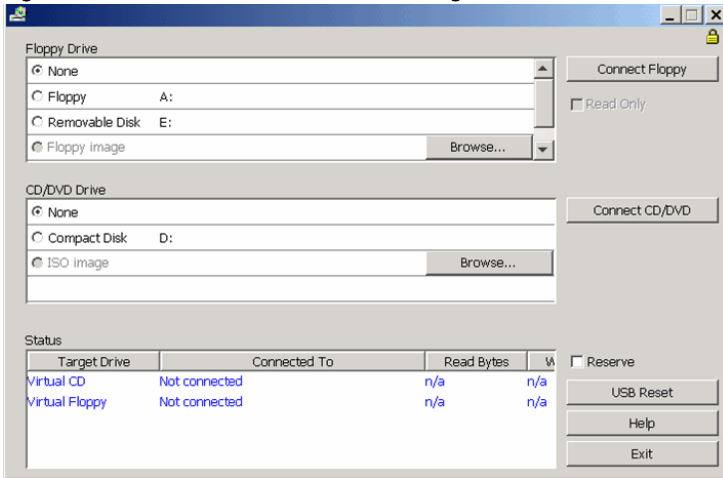 Floppy Drive
None
Connect Floppy
Floppy A:
Read Only
Removable Disk E:
Floppy image Browse...
CD/DVD Drive
None
Connect CD/DVD
Compact Disk D:
ISO image Browse...
Status
Target Drive Connected To Read Bytes
Reserve
Virtual CD Not connected n/a n/a
Virtual Floppy Not connected n/a n/a
USB Reset
Help
Exit